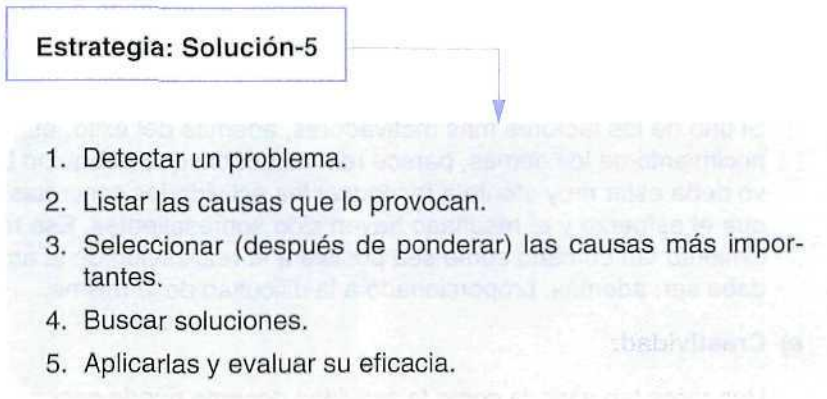 Estrategia: Solución-5
1. Detectar un problema.
2. Listar las causas que lo provocan.
3. Seleccionar (después de ponderar) las causas más impor-
tantes.
4. Buscar soluciones.
5. Aplicarlas y evaluar su eficacia.